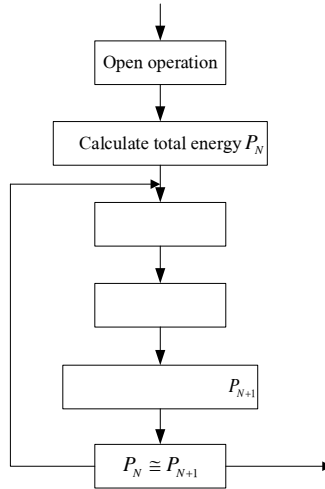 Open operation
Calculate total energy P_N
P_{N+1}
P_N ≅ P_{N+1}